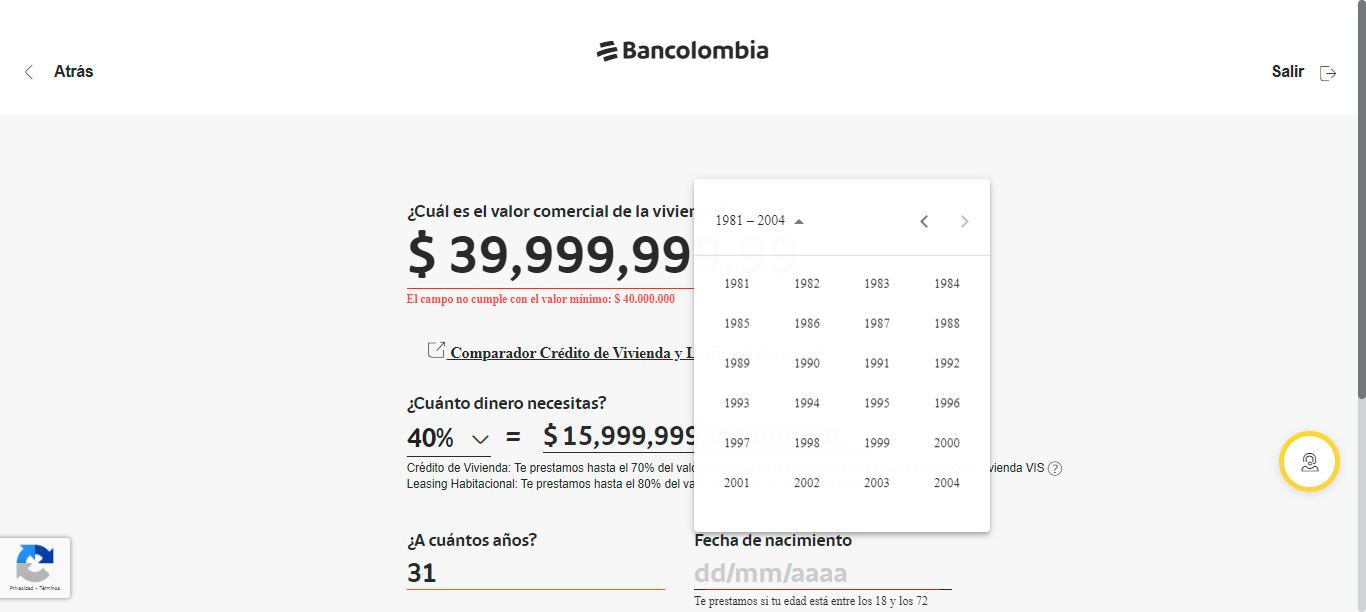 Bancolombia
Atrás
Salir
¿Cuál es el valor comercial de la vivien
$ 39,999,999.99
El campo no cumple con el valor mínimo: $ 40.000.000
Comparador Crédito de Vivienda y L
¿Cuánto dinero necesitas?
40% = $ 15,999,999
Crédito de Vivienda: Te prestamos hasta el 70% del valo
vienda VIS ?
Leasing Habitacional: Te prestamos hasta el 80% del va
1981 – 2004
1981 1982 1983 1984
1985 1986 1987 1988
1989 1990 1991 1992
1993 1994 1995 1996
1997 1998 1999 2000
2001 2002 2003 2004
¿A cuántos años?
31
Fecha de nacimiento
dd/mm/aaaa
Te prestamos si tu edad está entre los 18 y los 72
Privacidad - Términos